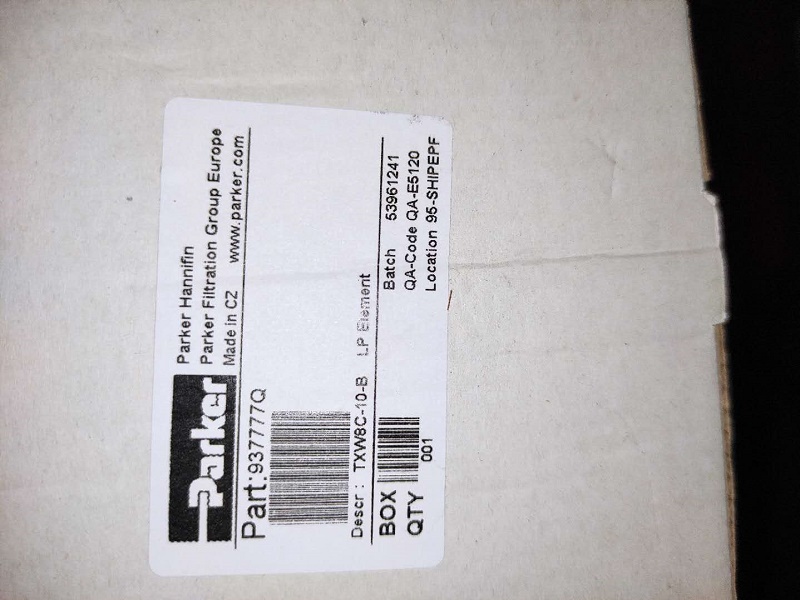 Parker
Parker Hannifin
Parker Filtration Group Europe
Made in CZ www.parker.com
Part:937777Q
Descr : TXW8C-10-B LP Element
BOX
QTY 001
Batch 53961241
QA-Code QA-E5120
Location 95-SHIPEPF